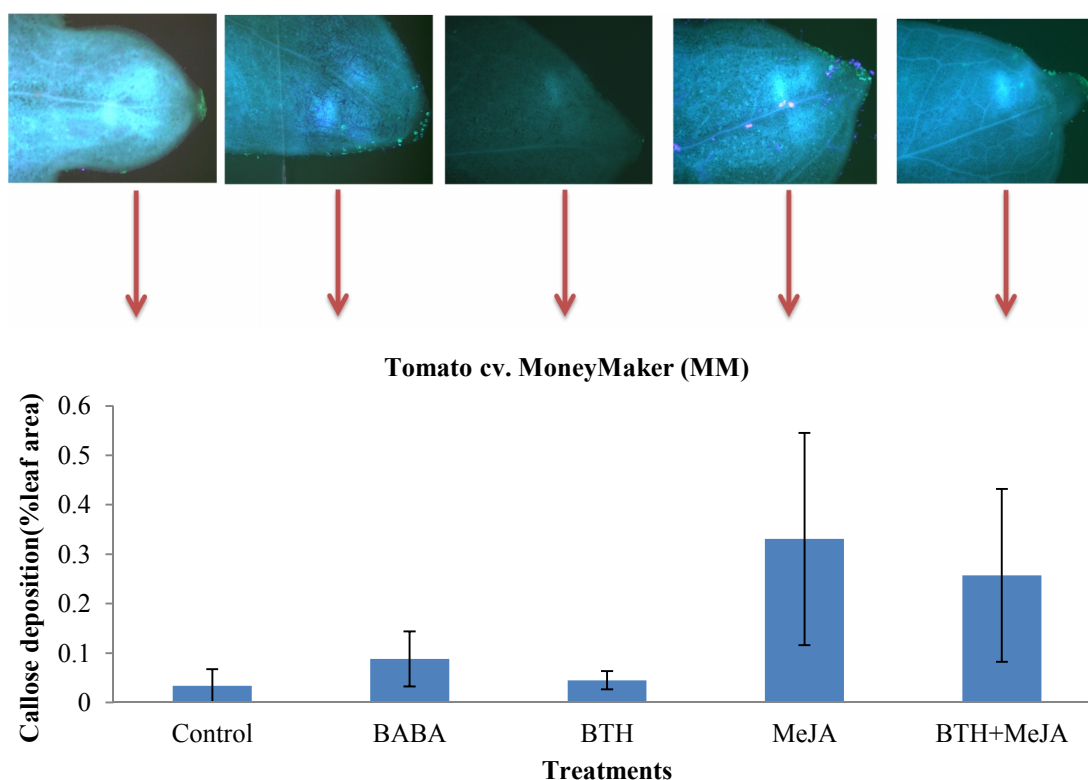 Tomato cv. MoneyMaker (MM)
Callose deposition(%leaf area)
0.6
0.5
0.4
0.3
0.2
0.1
0
Control BABA BTH MeJA BTH+MeJA
Treatments